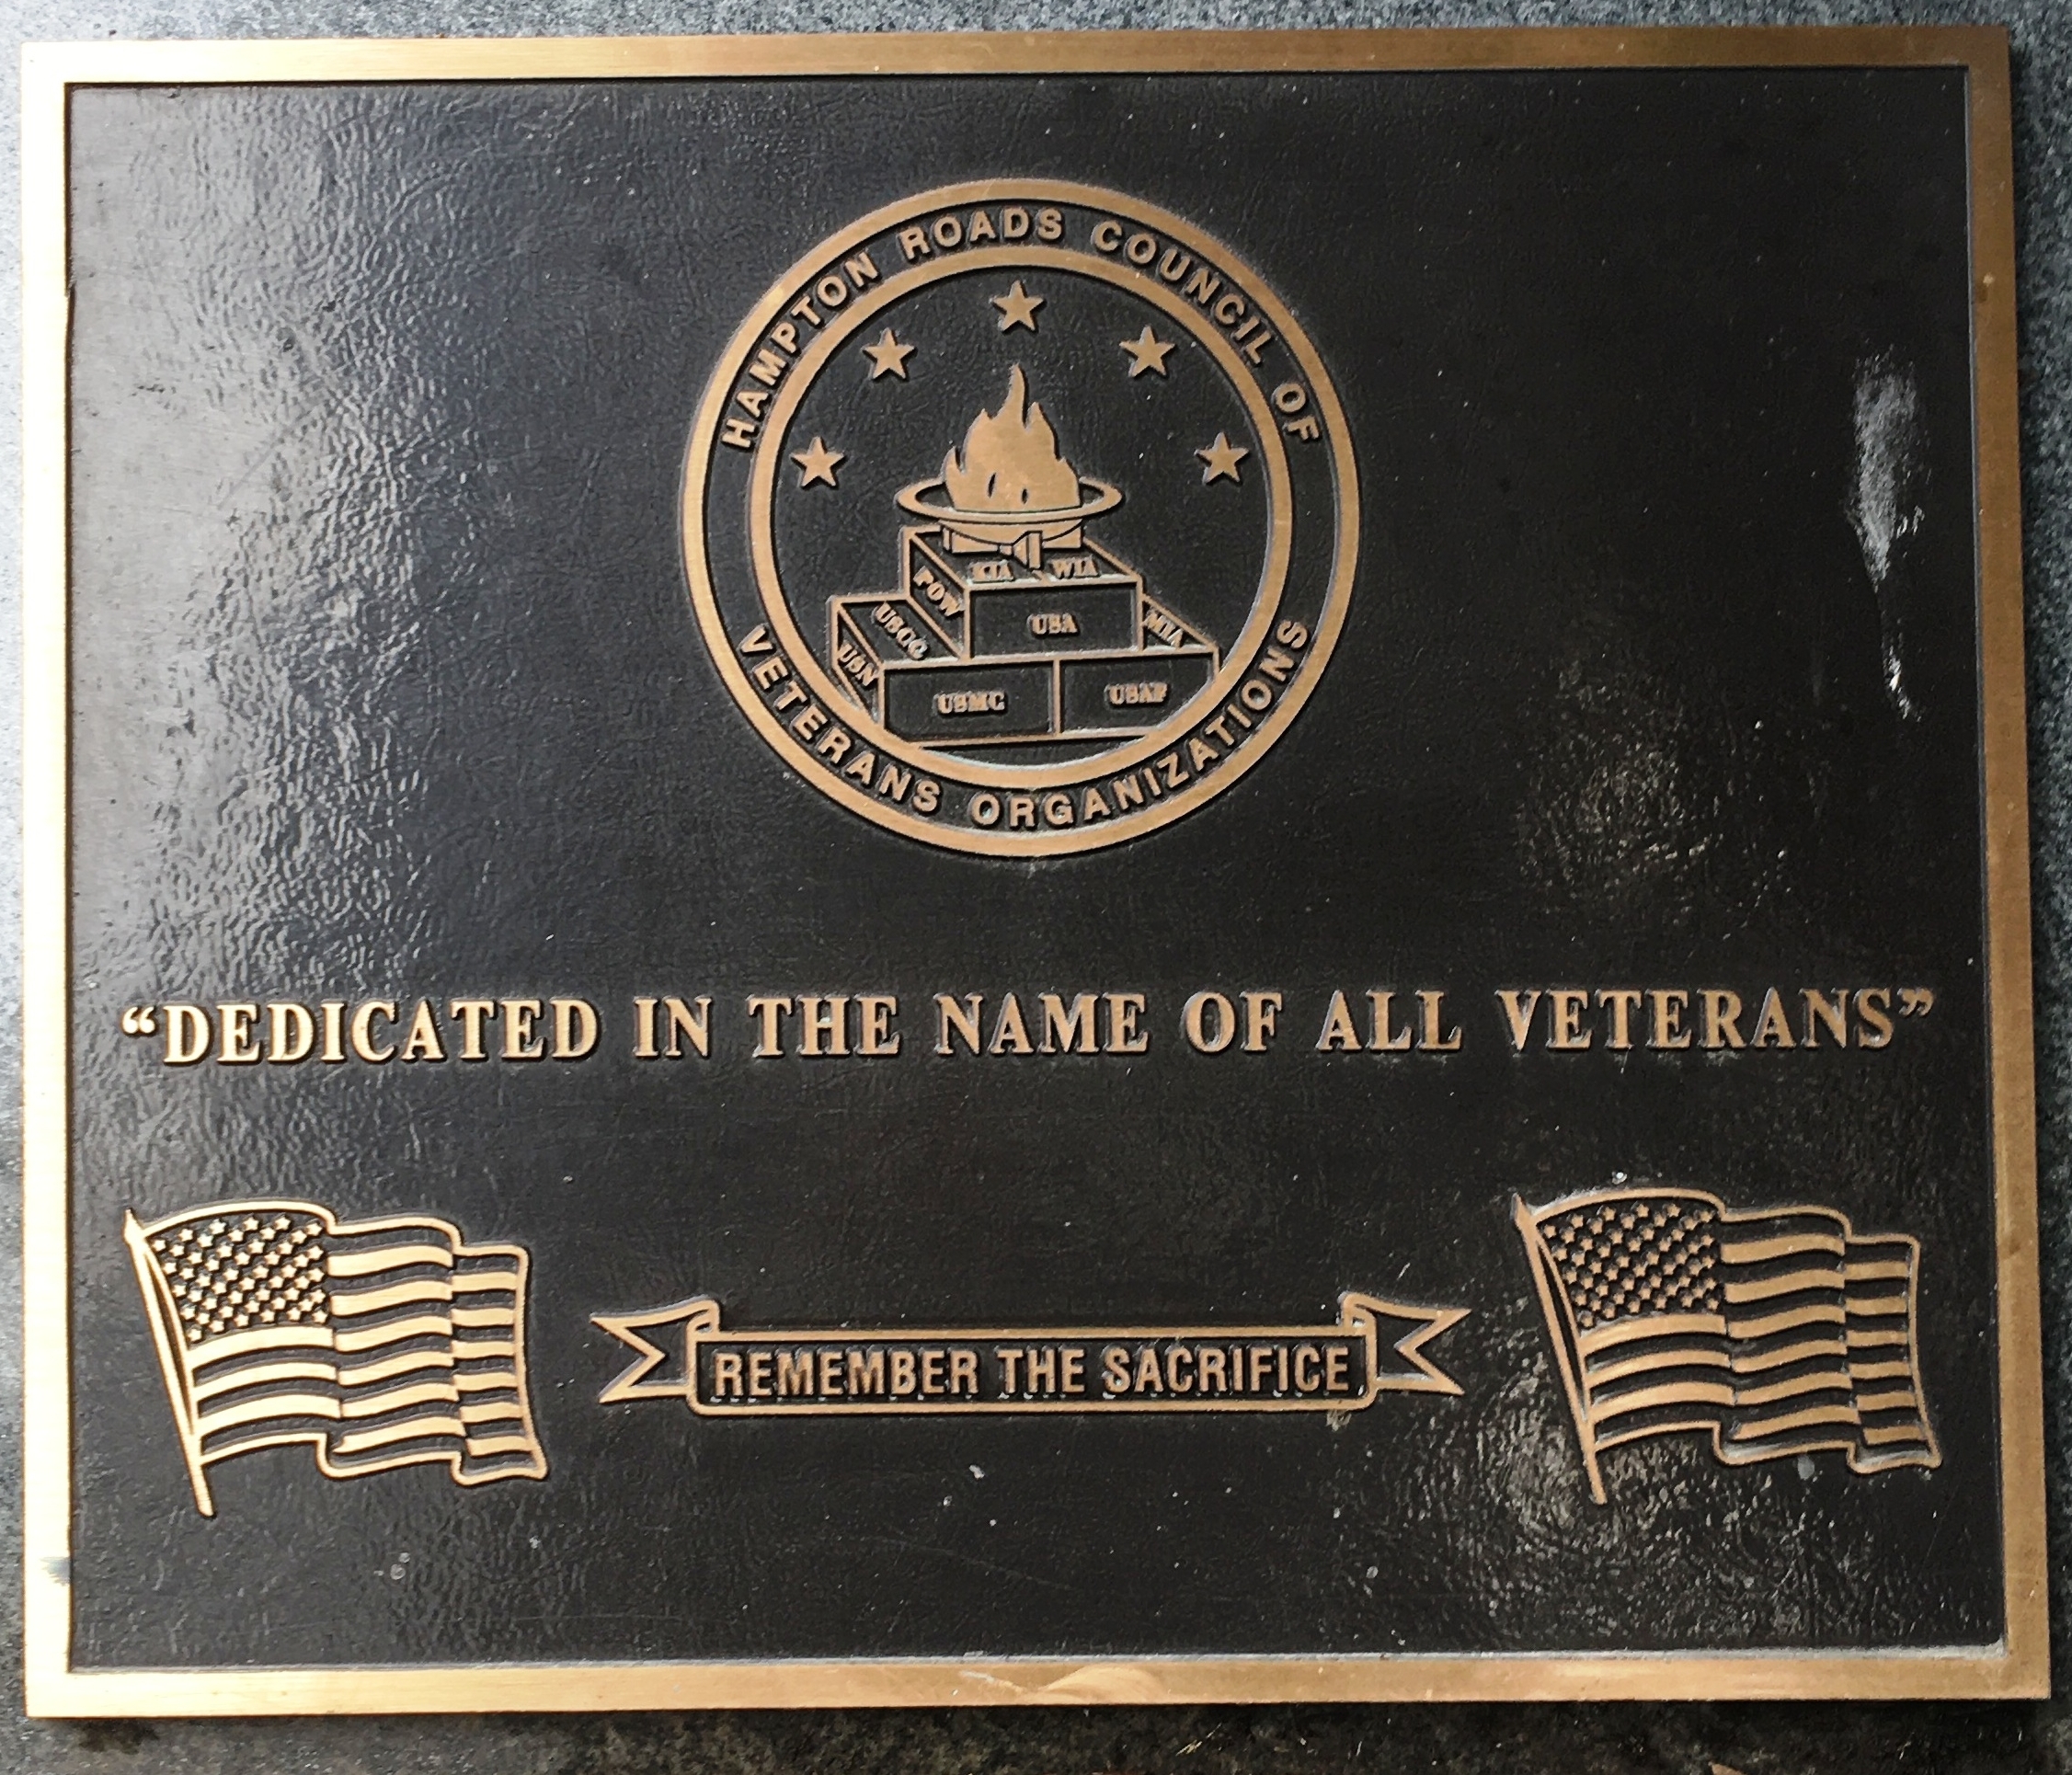 HAMPTON ROADS COUNCIL OF
KIA WIA
POW
USA
MIA
USCG
USN
USMC
USAF
VETERANS ORGANIZATIONS
“DEDICATED IN THE NAME OF ALL VETERANS”
REMEMBER THE SACRIFICE